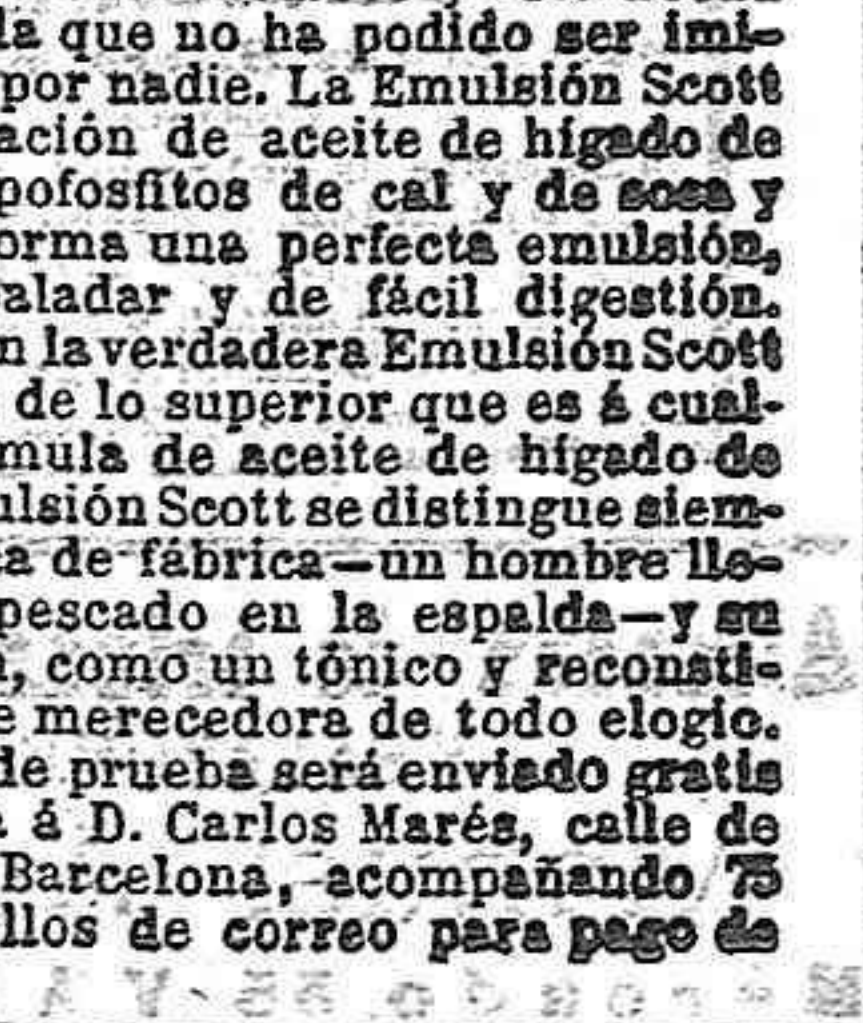 la que no ha podido ser imi-
por nadie. La Emulsión Scott
ación de aceite de hígado de
pofosfitos de cal y de sosa y
orma una perfecta emulsión,
aladar y de fácil digestión.
n la verdadera Emulsión Scott
de lo superior que es á cual-
mula de aceite de hígado de
ulsión Scott se distingue siem-
a de fábrica—un hombre lle-
pescado en la espalda—y su
, como un tónico y reconsti-
e merecedora de todo elogio.
de prueba será enviado gratis
á D. Carlos Marés, calle de
Barcelona, acompañando 75
llos de correo para pago de